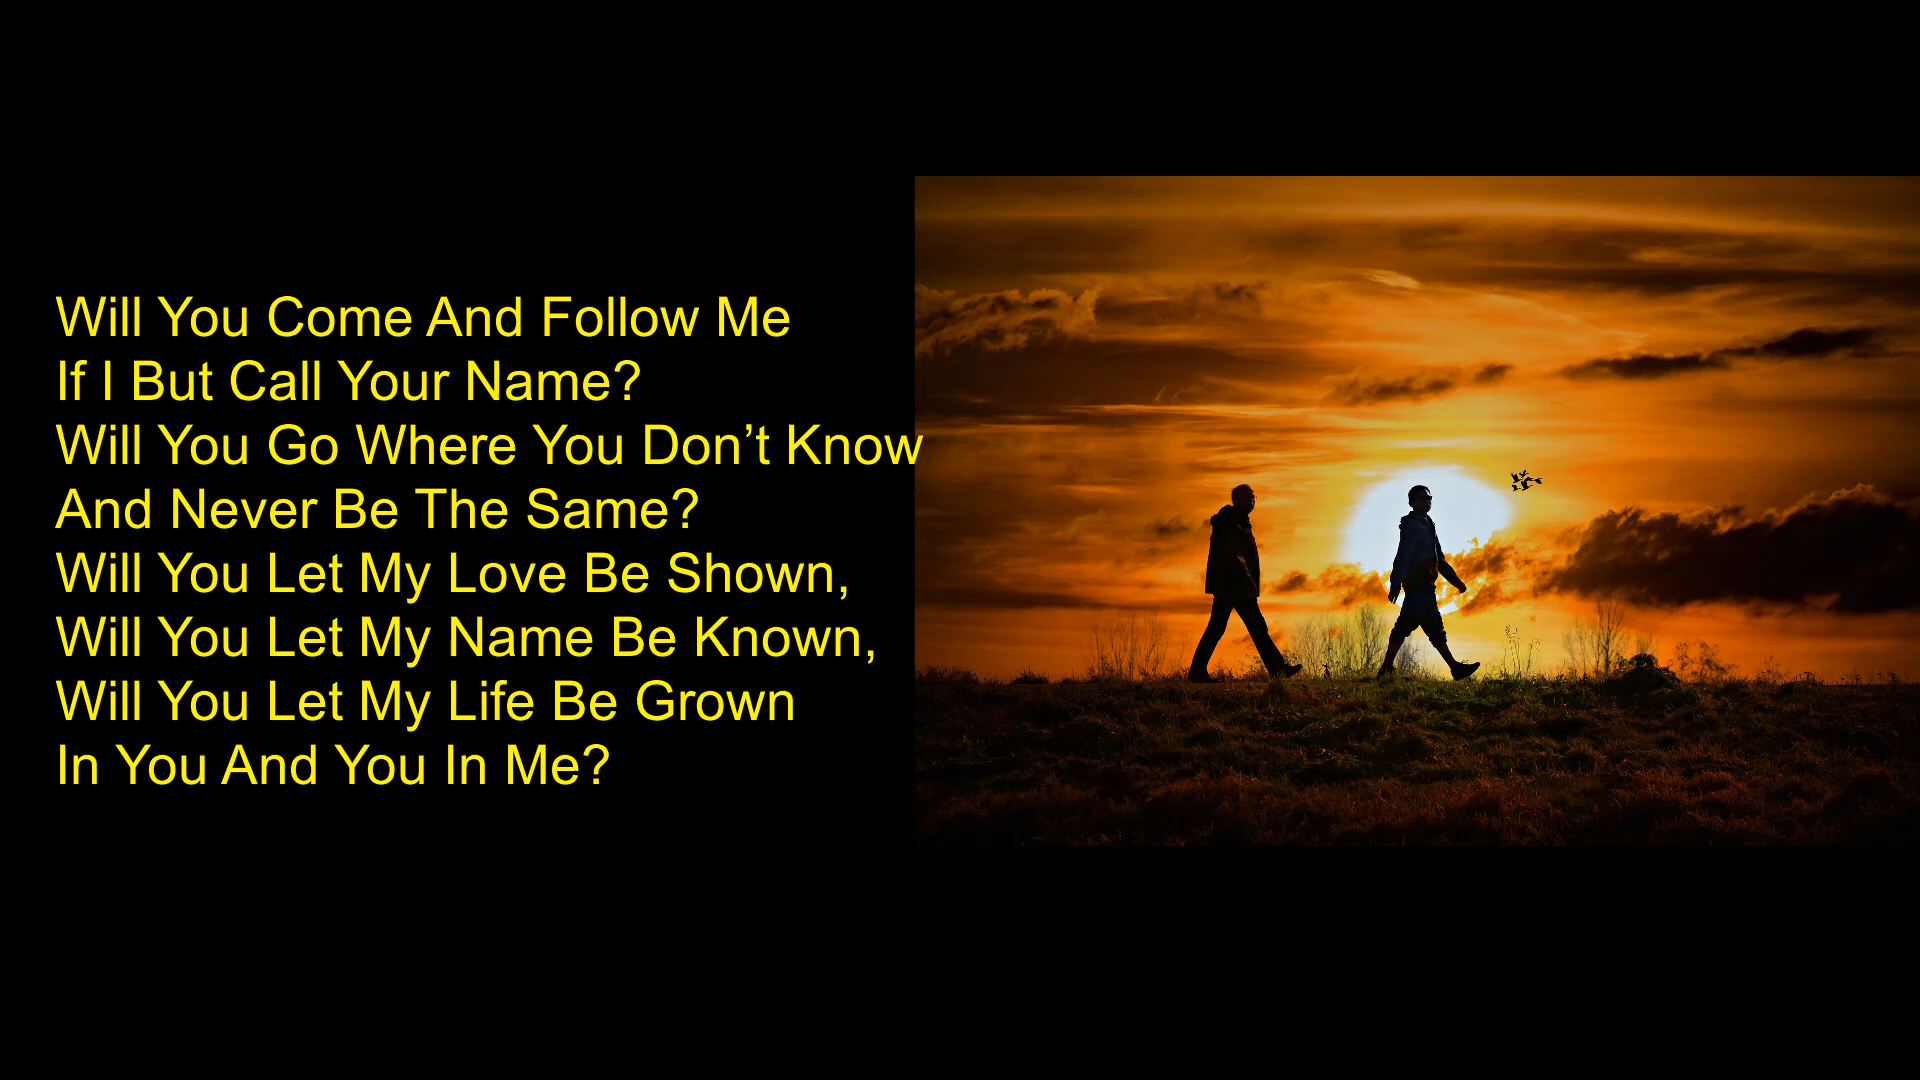 Will You Come And Follow Me
If I But Call Your Name?
Will You Go Where You Don’t Know
And Never Be The Same?
Will You Let My Love Be Shown,
Will You Let My Name Be Known,
Will You Let My Life Be Grown
In You And You In Me?